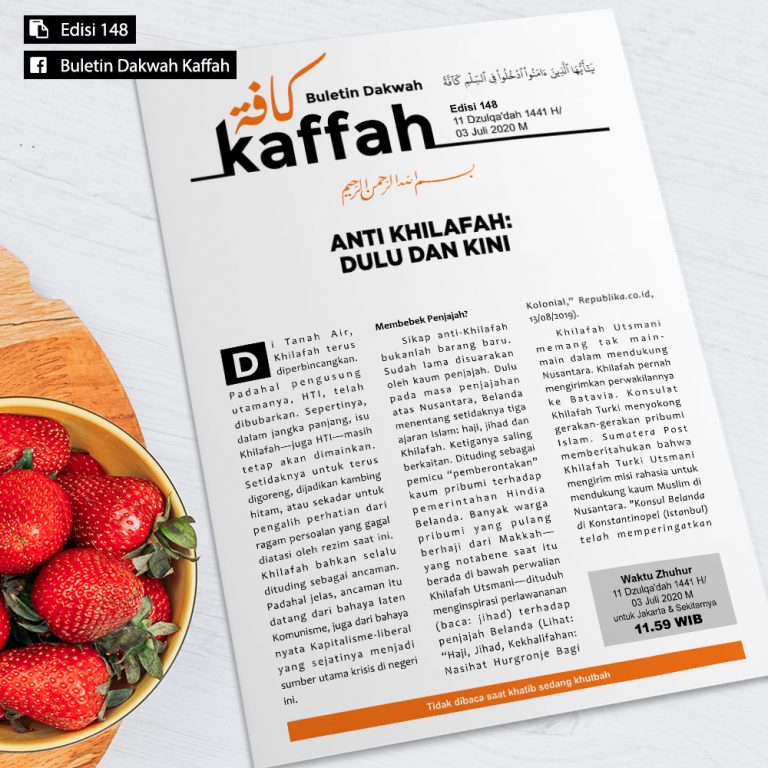 Edisi 148
Buletin Dakwah Kaffah
كافة
Buletin Dakwah
kaffah
يَٰٓأَيُّهَا ٱلَّذِينَ ءَامَنُوا۟ ٱدْخُلُوا۟ فِى ٱلسِّلْمِ كَآفَّةً
Edisi 148
11 Dzulqa'dah 1441 H/
03 Juli 2020 M
بسم الله الرحمن الرحيم
ANTI KHILAFAH:
DULU DAN KINI
Di Tanah Air,
Khilafah terus
diperbincangkan.
Padahal pengusung
utamanya, HTI, telah
dibubarkan. Sepertinya,
dalam jangka panjang, isu
Khilafah—juga HTI—masih
tetap akan dimainkan.
Setidaknya untuk terus
digoreng, dijadikan kambing
hitam, atau sekadar untuk
pengalih perhatian dari
ragam persoalan yang gagal
diatasi oleh rezim saat ini.
Khilafah bahkan selalu
dituding sebagai ancaman.
Padahal jelas, ancaman itu
datang dari bahaya laten
Komunisme, juga dari bahaya
nyata Kapitalisme-liberal
yang sejatinya menjadi
sumber utama krisis di negeri
ini.
Membebek Penjajah?
Sikap anti-Khilafah
bukanlah barang baru.
Sudah lama disuarakan
oleh kaum penjajah. Dulu
pada masa penjajahan
atas Nusantara, Belanda
menentang setidaknya tiga
ajaran Islam: haji, jihad dan
Khilafah. Ketiganya saling
berkaitan. Dituding sebagai
pemicu “pemberontakan”
kaum pribumi terhadap
pemerintahan Hindia
Belanda. Banyak warga
pribumi yang pulang
berhaji dari Makkah—
yang notabene saat itu
berada di bawah perwalian
Khilafah Utsmani—dituduh
menginspirasi perlawananan
(baca: jihad) terhadap
penjajah Belanda (Lihat:
“Haji, Jihad, Kekhalifahan:
Nasihat Hurgronje Bagi
Kolonial,” Republika.co.id,
13/08/2019).
Khilafah Utsmani
memang tak main-
main dalam mendukung
Nusantara. Khilafah pernah
mengirimkan perwakilannya
ke Batavia. Konsulat
Khilafah Turki menyokong
gerakan-gerakan pribumi
Islam. Sumatera Post
memberitahukan bahwa
Khilafah Turki Utsmani
mengirim misi rahasia untuk
mendukung kaum Muslim di
Nusantara. “Konsul Belanda
di Konstantinopel (Istanbul)
telah memperingatkan
Waktu Zhuhur
11 Dzulqa'dah 1441 H/
03 Juli 2020 M
untuk Jakarta & Sekitarnya
11.59 WIB
Tidak dibaca saat khatib sedang khutbah